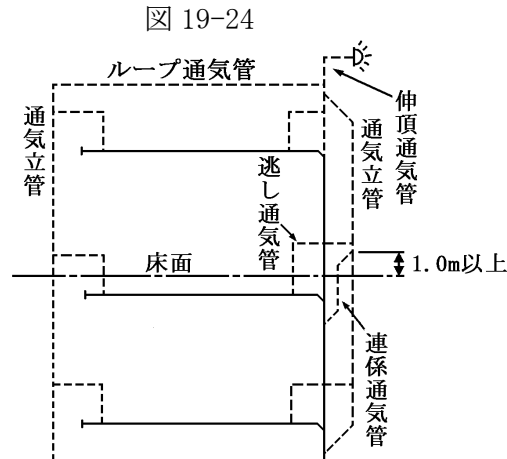 図 19-24
ループ通気管
通気立管
伸頂通気管
通気立管
逃し通気管
床面
1.0m以上
連係通気管